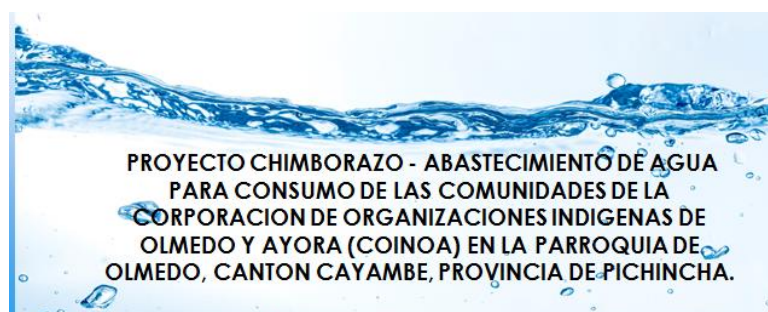 PROYECTO CHIMBORAZO - ABASTECIMIENTO DE AGUA
PARA CONSUMO DE LAS COMUNIDADES DE LA
CORPORACION DE ORGANIZACIONES INDIGENAS DE
OLMEDO Y AYORA (COINOA) EN LA PARROQUIA DE
OLMEDO, CANTON CAYAMBE, PROVINCIA DE PICHINCHA.